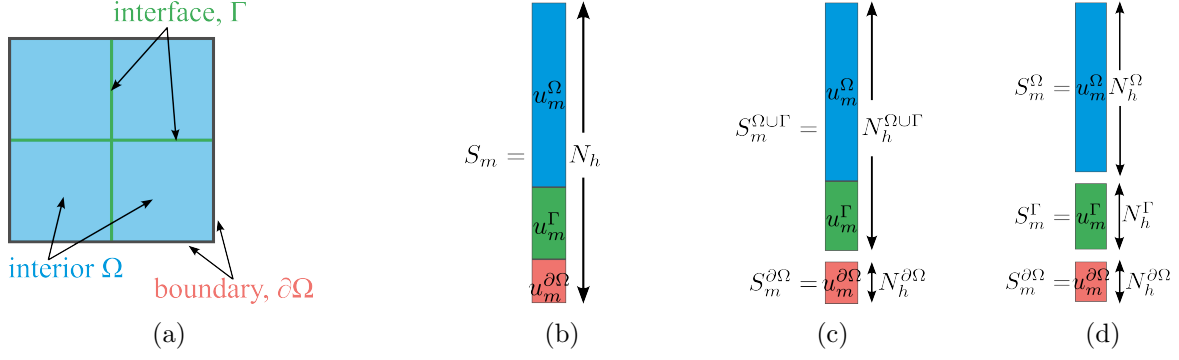 interface, Γ
interior Ω
boundary, ∂Ω
(a)
S_m =
u_m^Ω
u_m^Γ
u_m^{∂Ω}
N_h
(b)
S_m^{Ω∪Γ} =
u_m^Ω
u_m^Γ
N_h^{Ω∪Γ}
S_m^{∂Ω} = u_m^{∂Ω} N_h^{∂Ω}
(c)
S_m^Ω = u_m^Ω N_h^Ω
S_m^Γ = u_m^Γ N_h^Γ
S_m^{∂Ω} = u_m^{∂Ω} N_h^{∂Ω}
(d)